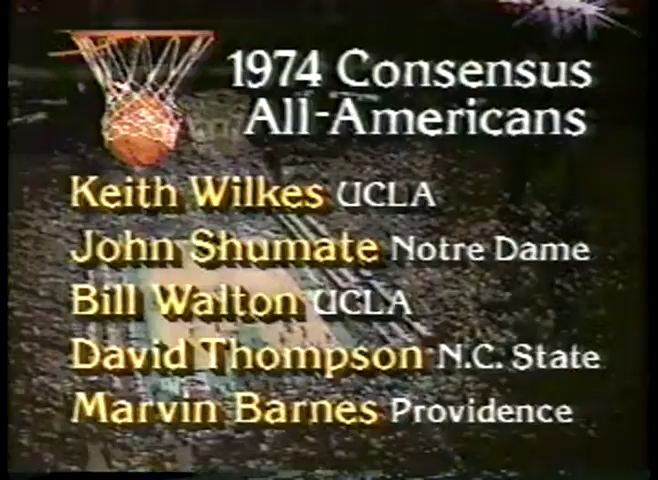 1974 Consensus
All-Americans
Keith Wilkes UCLA
John Shumate Notre Dame
Bill Walton UCLA
David Thompson N.C. State
Marvin Barnes Providence